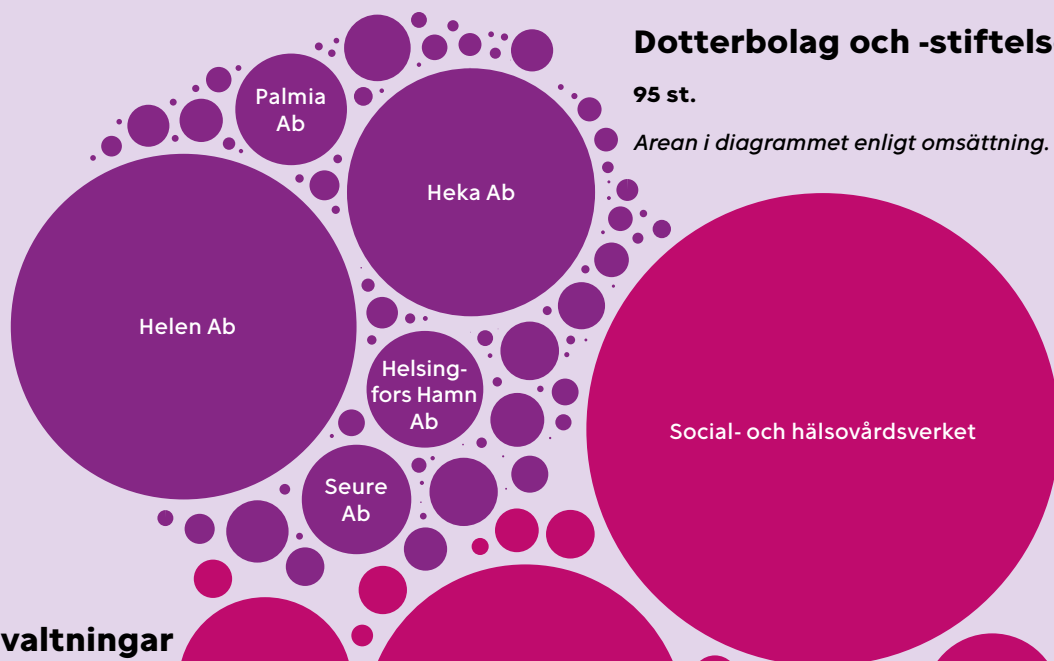 Dotterbolag och -stiftels
95 st.
Arean i diagrammet enligt omsättning.
Palmia
Ab
Heka Ab
Helen Ab
Helsing-
fors Hamn
Ab
Social- och hälsovårdsverket
Seure
Ab
valtningar